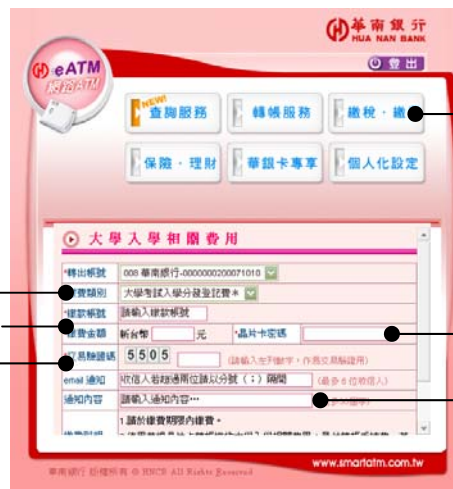 華南銀行
HUA NAN BANK
eATM
網路ATM
登出
NEW!
查詢服務
轉帳服務
繳稅．繳
保險．理財
華銀卡專享
個人化設定
大學入學相關費用
*轉出帳號 008 華南銀行-0000000200071010
費類別 大學考試入學分發登記費*
*繳款帳號 請輸入繳款帳號
繳費金額 新台幣 元 *晶片卡密碼
交易驗證碼 5505 (請輸入左列數字，作為交易驗證用)
email 通知 收信人若超過兩位請以分號（;）隔間 (最多 6 位收信人)
通知內容 請輸入通知內容…
1.請於繳費期限內繳費。
華南銀行 版權所有 © HNCB All Rights Reserved
www.smartatm.com.tw